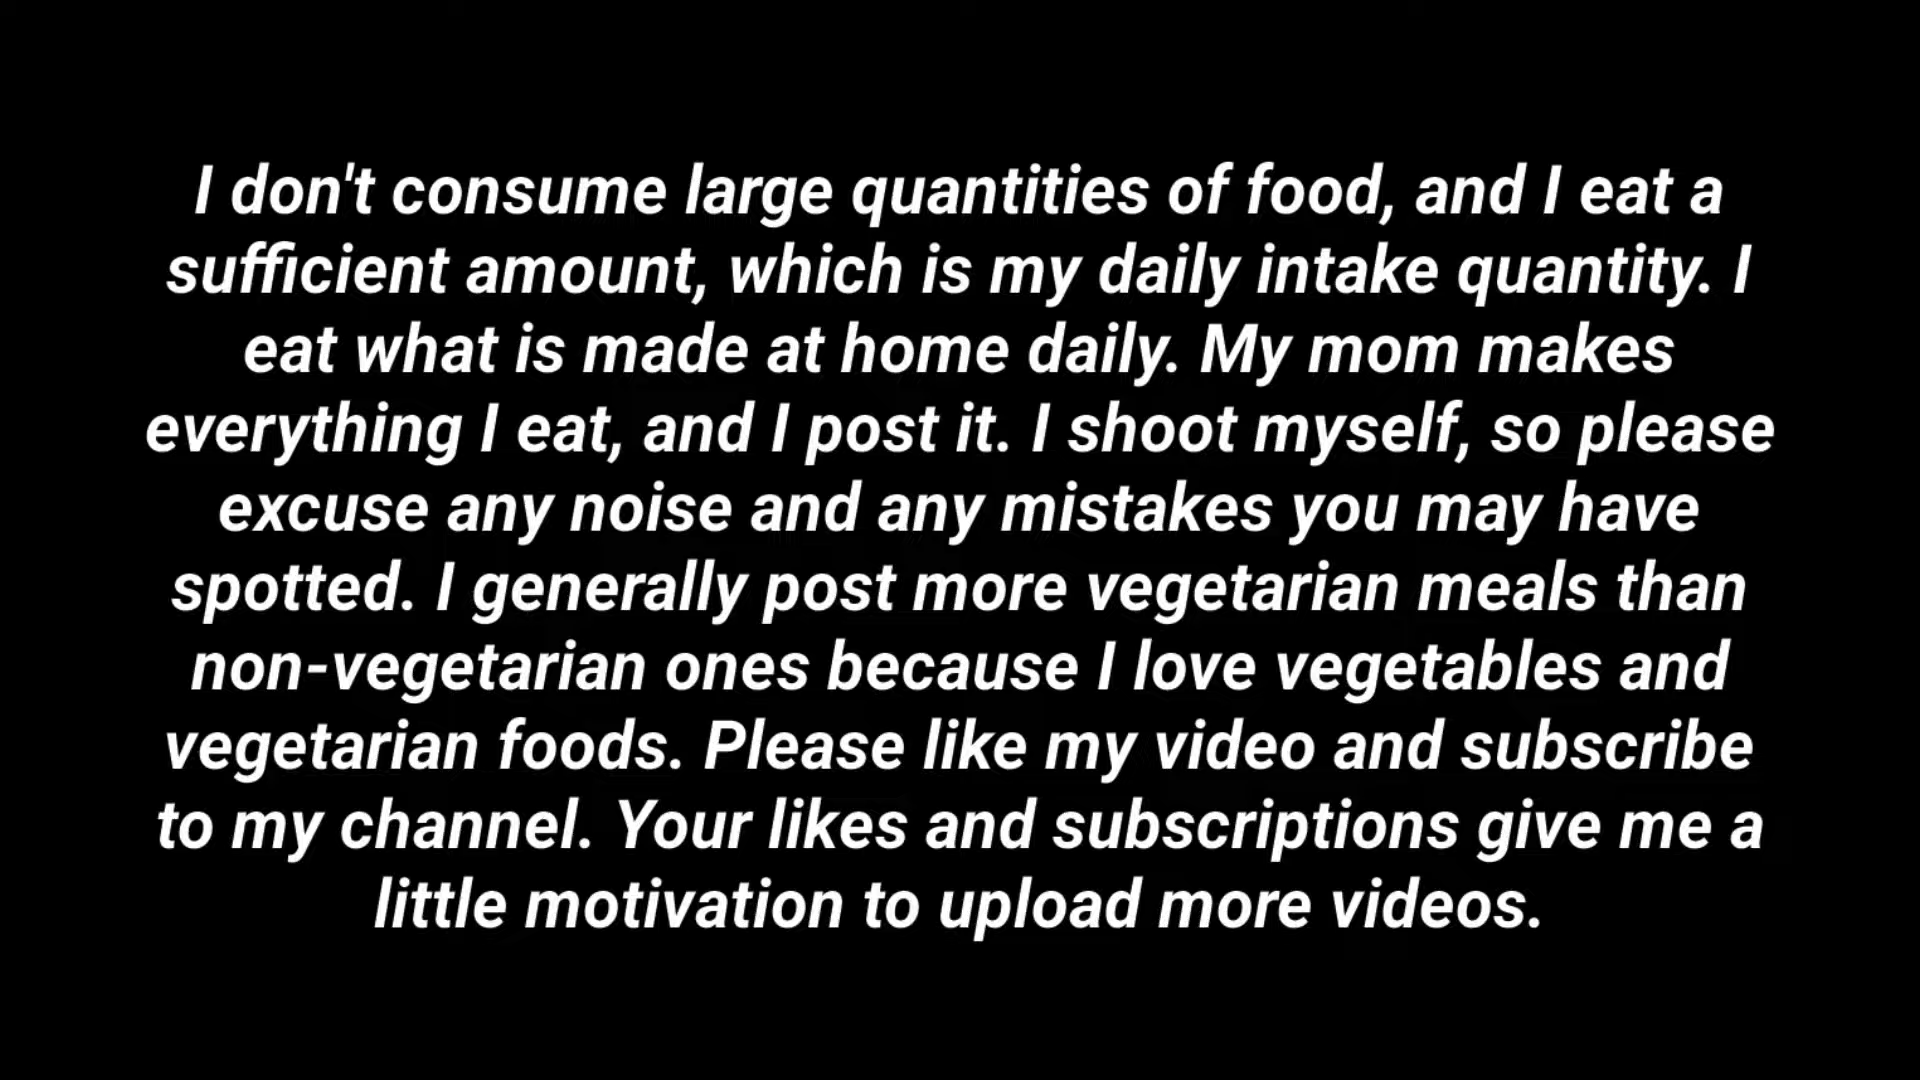 I don't consume large quantities of food, and I eat a
sufficient amount, which is my daily intake quantity. I
eat what is made at home daily. My mom makes
everything I eat, and I post it. I shoot myself, so please
excuse any noise and any mistakes you may have
spotted. I generally post more vegetarian meals than
non-vegetarian ones because I love vegetables and
vegetarian foods. Please like my video and subscribe
to my channel. Your likes and subscriptions give me a
little motivation to upload more videos.